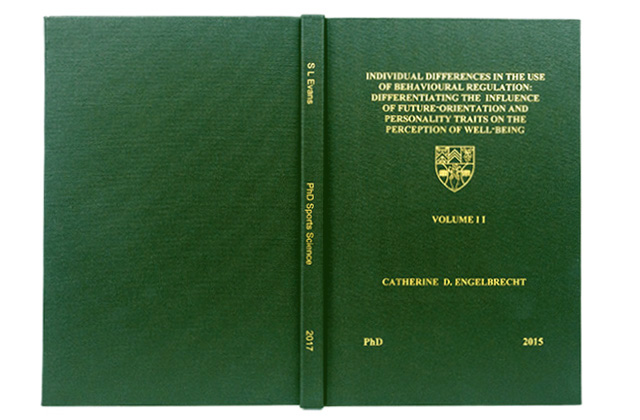 S L Evans
PhD Sports Science
2017
INDIVIDUAL DIFFERENCES IN THE USE
OF BEHAVIOURAL REGULATION:
DIFFERENTIATING THE INFLUENCE
OF FUTURE-ORIENTATION AND
PERSONALITY TRAITS ON THE
PERCEPTION OF WELL-BEING
VOLUME I I
CATHERINE D. ENGELBRECHT
PhD 2015